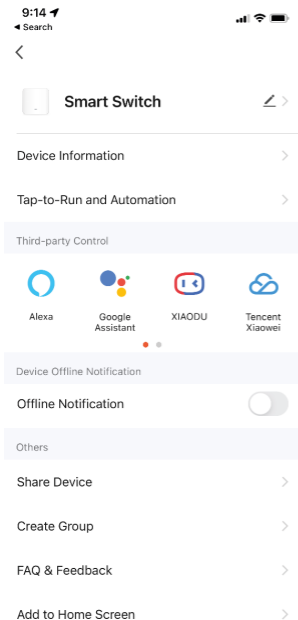 9:14
Search
Smart Switch
Device Information
Tap-to-Run and Automation
Third-party Control
Alexa
Google
Assistant
XIAODU
Tencent
Xiaowei
Device Offline Notification
Offline Notification
Others
Share Device
Create Group
FAQ & Feedback
Add to Home Screen